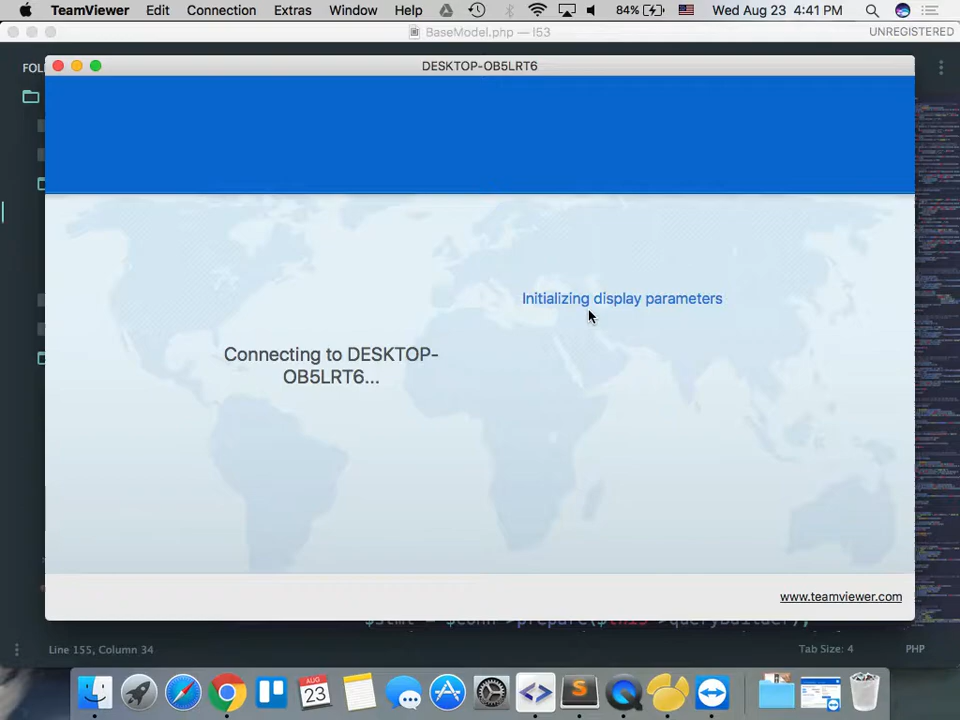 TeamViewer Edit Connection Extras Window Help 84% Wed Aug 23 4:41 PM
BaseModel.php — l53 UNREGISTERED
FOL
DESKTOP-OB5LRT6
Initializing display parameters
Connecting to DESKTOP-
OB5LRT6...
www.teamviewer.com
Line 155, Column 34 Tab Size: 4 PHP
AUG
23